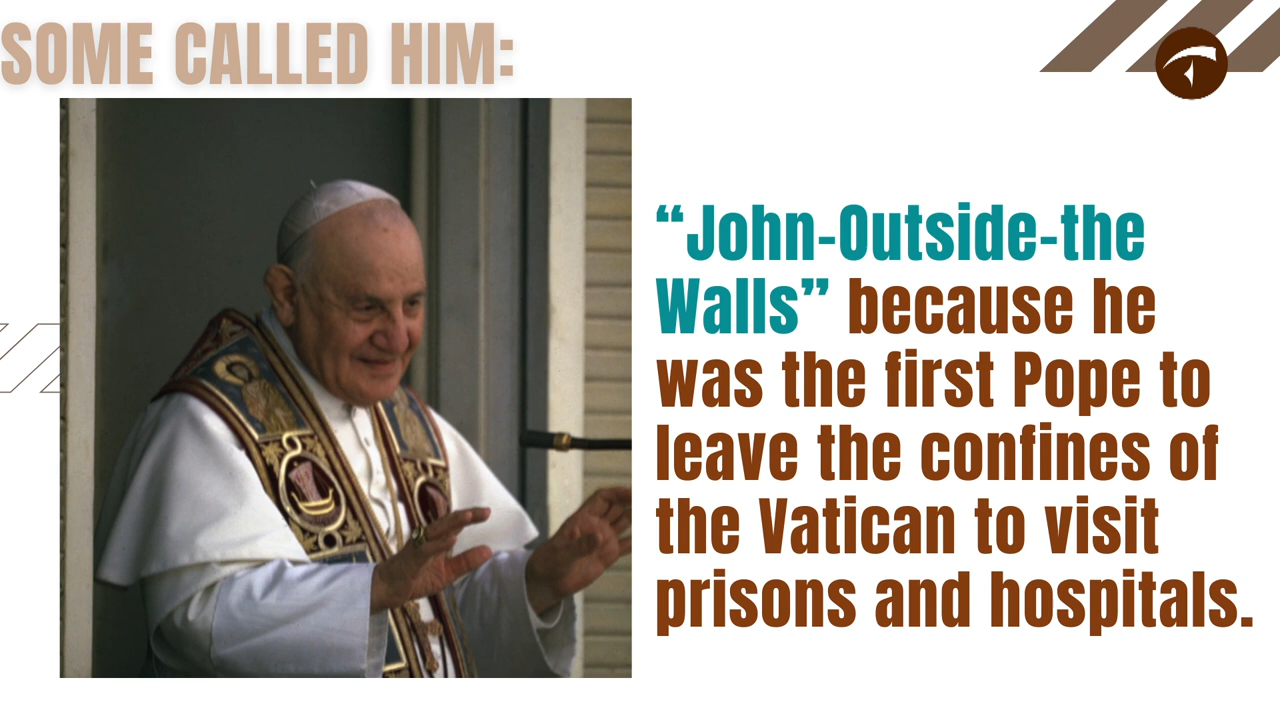 SOME CALLED HIM:
“John-Outside-the
Walls” because he
was the first Pope to
leave the confines of
the Vatican to visit
prisons and hospitals.